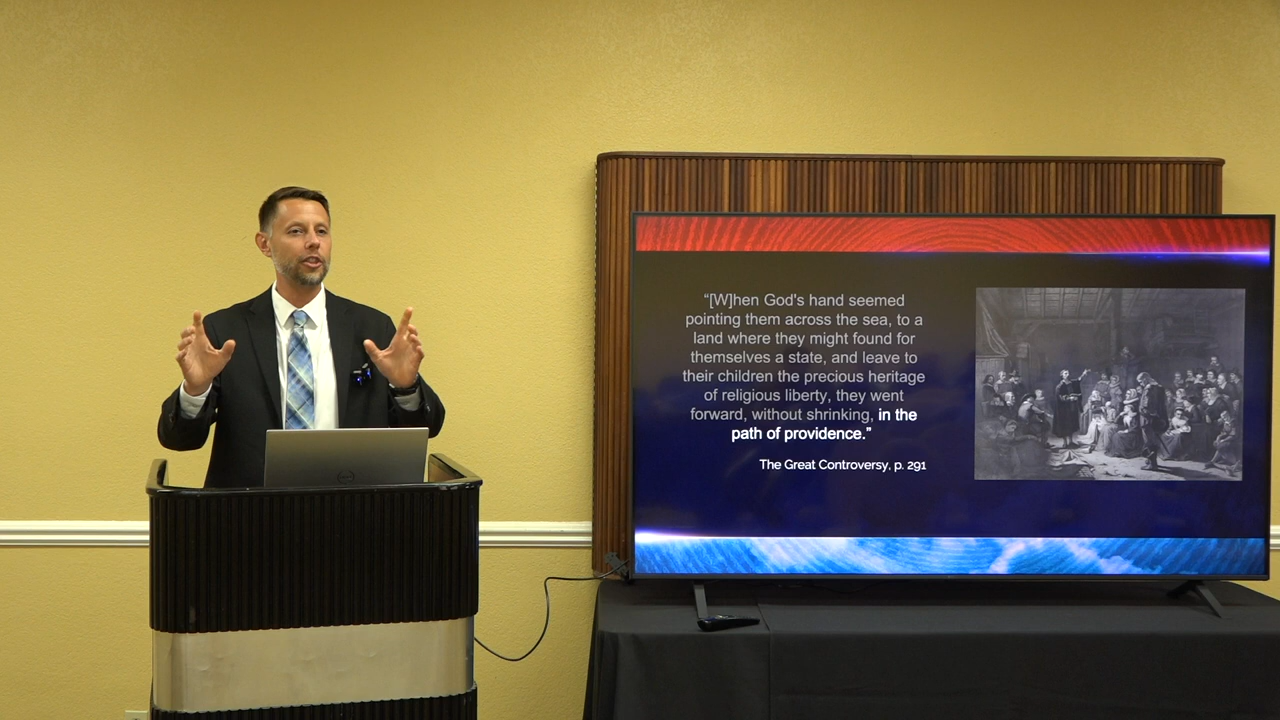 “[W]hen God's hand seemed
pointing them across the sea, to a
land where they might found for
themselves a state, and leave to
their children the precious heritage
of religious liberty, they went
forward, without shrinking, in the
path of providence.”
The Great Controversy, p. 291